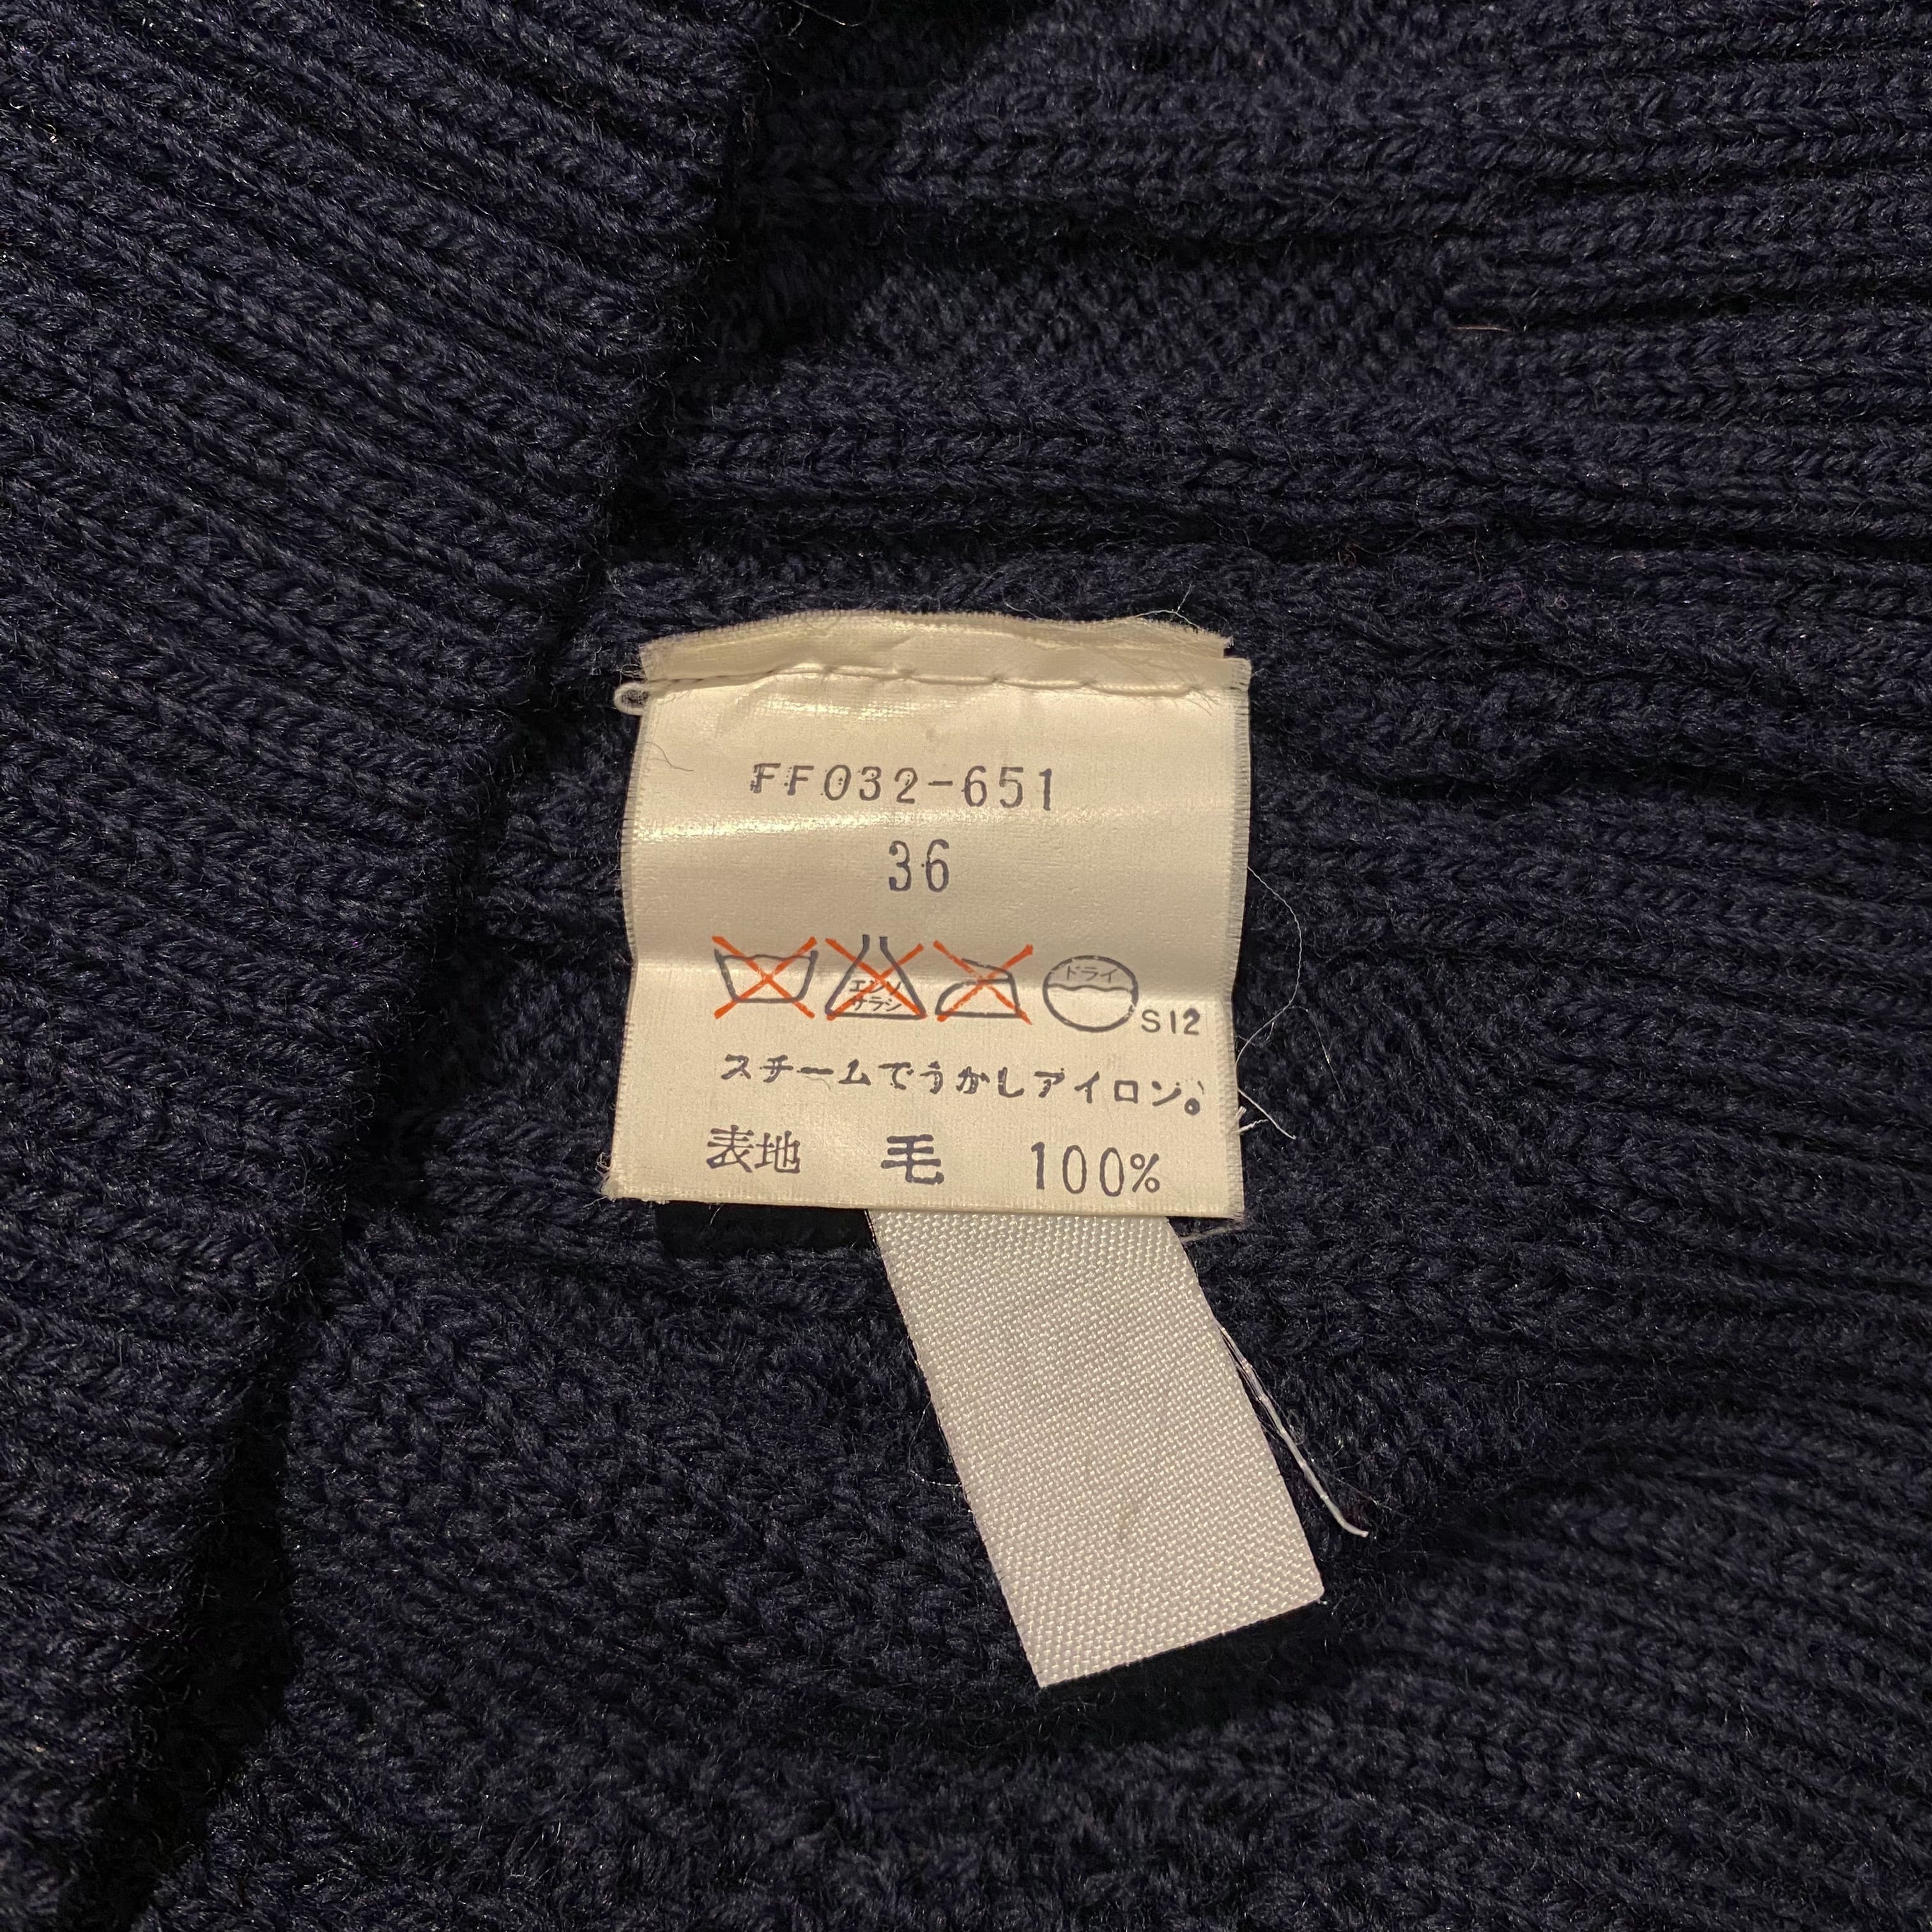 FF032-651
36
エンソ
サラシ
ドライ
S12
スチームでうかしアイロン。
表地 毛 100%